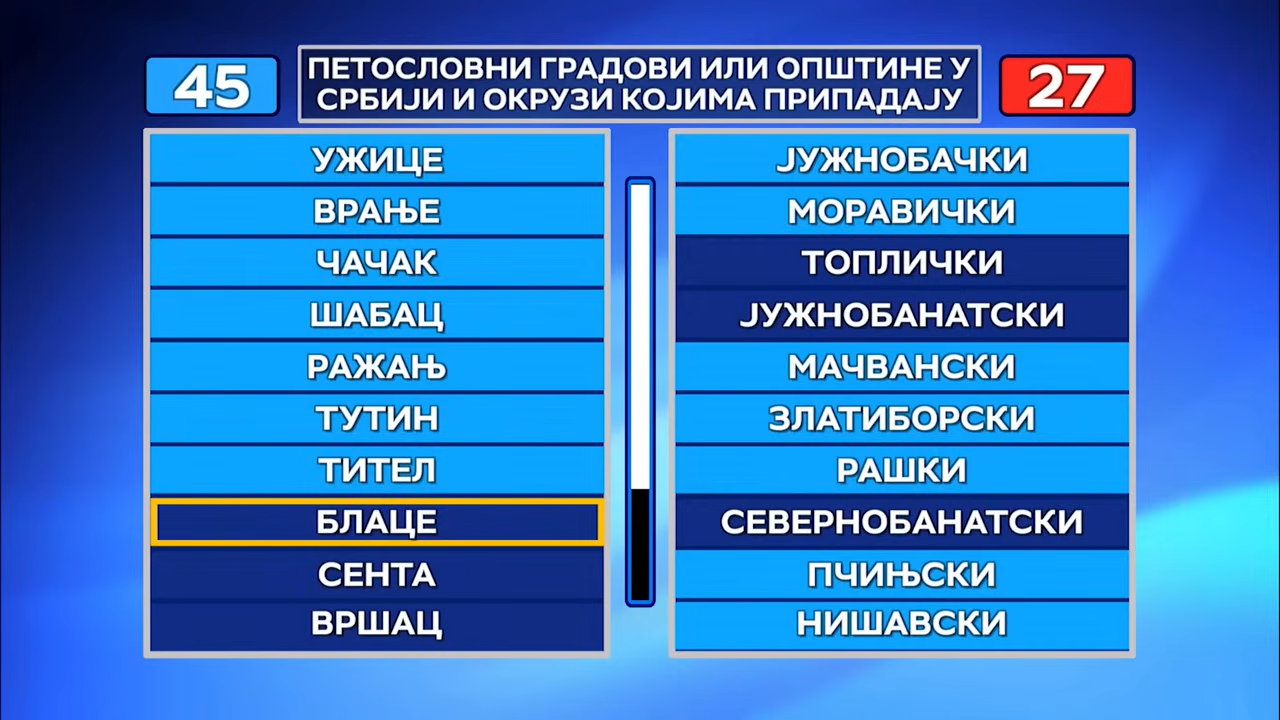 45
ПЕТОСЛОВНИ ГРАДОВИ ИЛИ ОПШТИНЕ У
СРБИЈИ И ОКРУЗИ КОЈИМА ПРИПАДАЈУ
27
УЖИЦЕ
ВРАЊЕ
ЧАЧАК
ШАБАЦ
РАЖАЊ
ТУТИН
ТИТЕЛ
БЛАЦЕ
СЕНТА
ВРШАЦ
ЈУЖНОБАЧКИ
МОРАВИЧКИ
ТОПЛИЧКИ
ЈУЖНОБАНАТСКИ
МАЧВАНСКИ
ЗЛАТИБОРСКИ
РАШКИ
СЕВЕРНОБАНАТСКИ
ПЧИЊСКИ
НИШАВСКИ